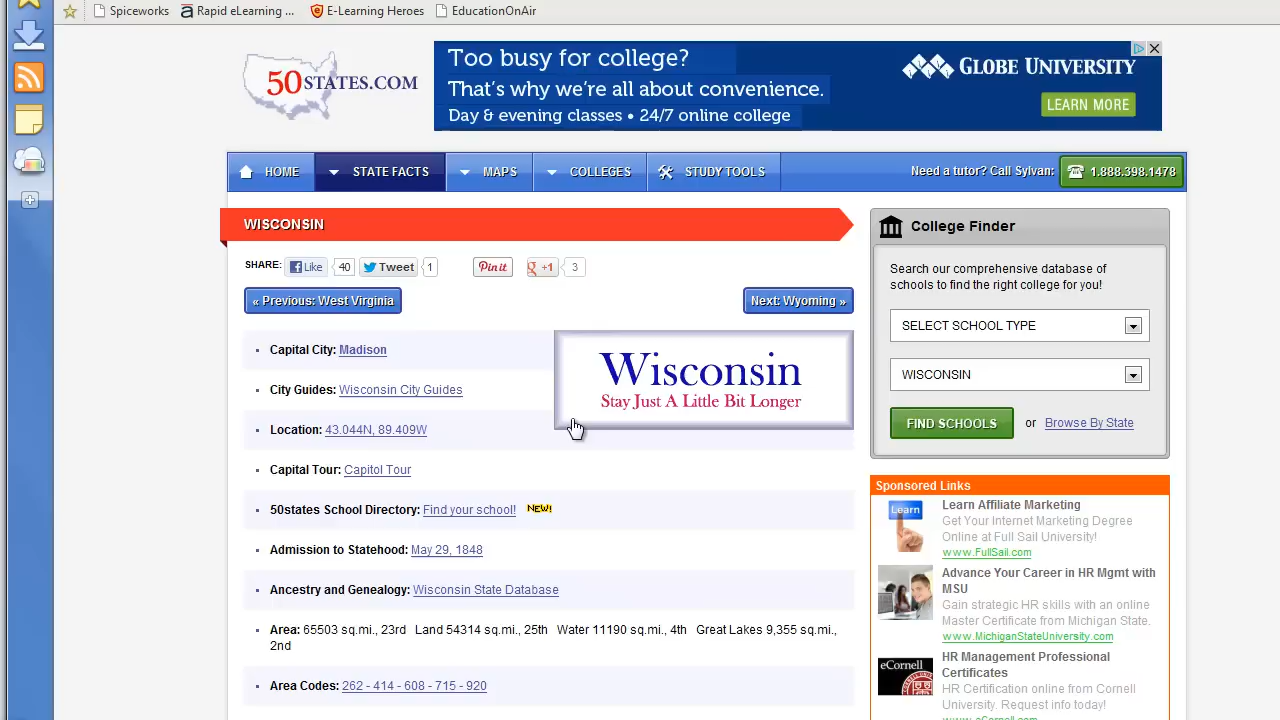 Spiceworks
Rapid eLearning ...
E-Learning Heroes
EducationOnAir
50STATES.COM
Too busy for college?
That's why we're all about convenience.
Day & evening classes • 24/7 online college
GLOBE UNIVERSITY
LEARN MORE
HOME
STATE FACTS
MAPS
COLLEGES
STUDY TOOLS
Need a tutor? Call Sylvan:
1.888.398.1478
WISCONSIN
SHARE:
Like
40
Tweet
1
Pin it
+1
3
« Previous: West Virginia
Next: Wyoming »
Capital City: Madison
City Guides: Wisconsin City Guides
Location: 43.044N, 89.409W
Capital Tour: Capitol Tour
50states School Directory: Find your school! NEW!
Admission to Statehood: May 29, 1848
Ancestry and Genealogy: Wisconsin State Database
Area: 65503 sq.mi., 23rd Land 54314 sq.mi., 25th Water 11190 sq.mi., 4th Great Lakes 9,355 sq.mi.,
2nd
Area Codes: 262 - 414 - 608 - 715 - 920
Wisconsin
Stay Just A Little Bit Longer
College Finder
Search our comprehensive database of
schools to find the right college for you!
SELECT SCHOOL TYPE
WISCONSIN
FIND SCHOOLS
or
Browse By State
Sponsored Links
Learn
Learn Affiliate Marketing
Get Your Internet Marketing Degree
Online at Full Sail University!
www.FullSail.com
Advance Your Career in HR Mgmt with
MSU
Gain strategic HR skills with an online
Master Certificate from Michigan State.
www.MichiganStateUniversity.com
eCornell
HR Management Professional
Certificates
HR Certification online from Cornell
University. Request info today!
www.eCornell.com